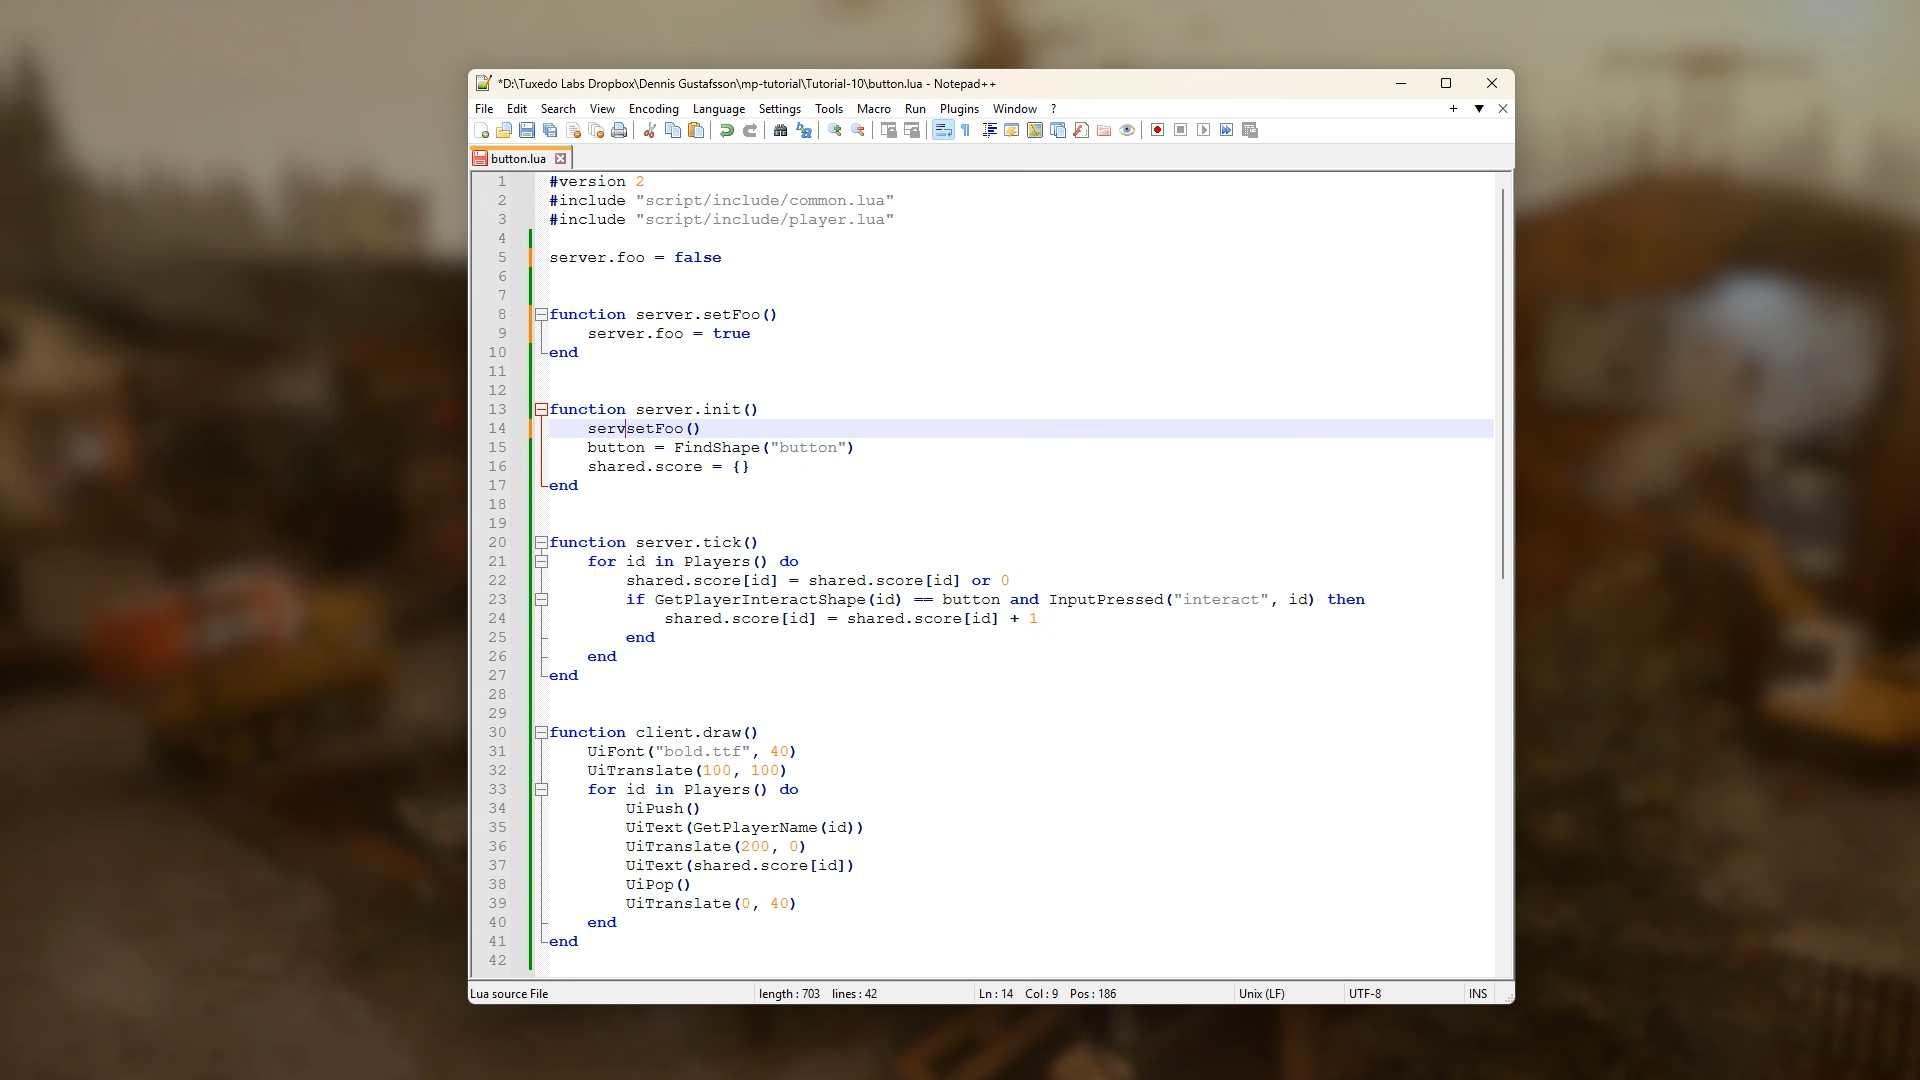 *D:\Tuxedo Labs Dropbox\Dennis Gustafsson\mp-tutorial\Tutorial-10\button.lua - Notepad++
File Edit Search View Encoding Language Settings Tools Macro Run Plugins Window ?
button.lua
1 #version 2
2 #include "script/include/common.lua"
3 #include "script/include/player.lua"
4
5 server.foo = false
6
7
8 function server.setFoo()
9 server.foo = true
10 end
11
12
13 function server.init()
14 servsetFoo()
15 button = FindShape("button")
16 shared.score = {}
17 end
18
19
20 function server.tick()
21 for id in Players() do
22 shared.score[id] = shared.score[id] or 0
23 if GetPlayerInteractShape(id) == button and InputPressed("interact", id) then
24 shared.score[id] = shared.score[id] + 1
25 end
26 end
27 end
28
29
30 function client.draw()
31 UiFont("bold.ttf", 40)
32 UiTranslate(100, 100)
33 for id in Players() do
34 UiPush()
35 UiText(GetPlayerName(id))
36 UiTranslate(200, 0)
37 UiText(shared.score[id])
38 UiPop()
39 UiTranslate(0, 40)
40 end
41 end
42
Lua source File length : 703 lines : 42 Ln : 14 Col : 9 Pos : 186 Unix (LF) UTF-8 INS